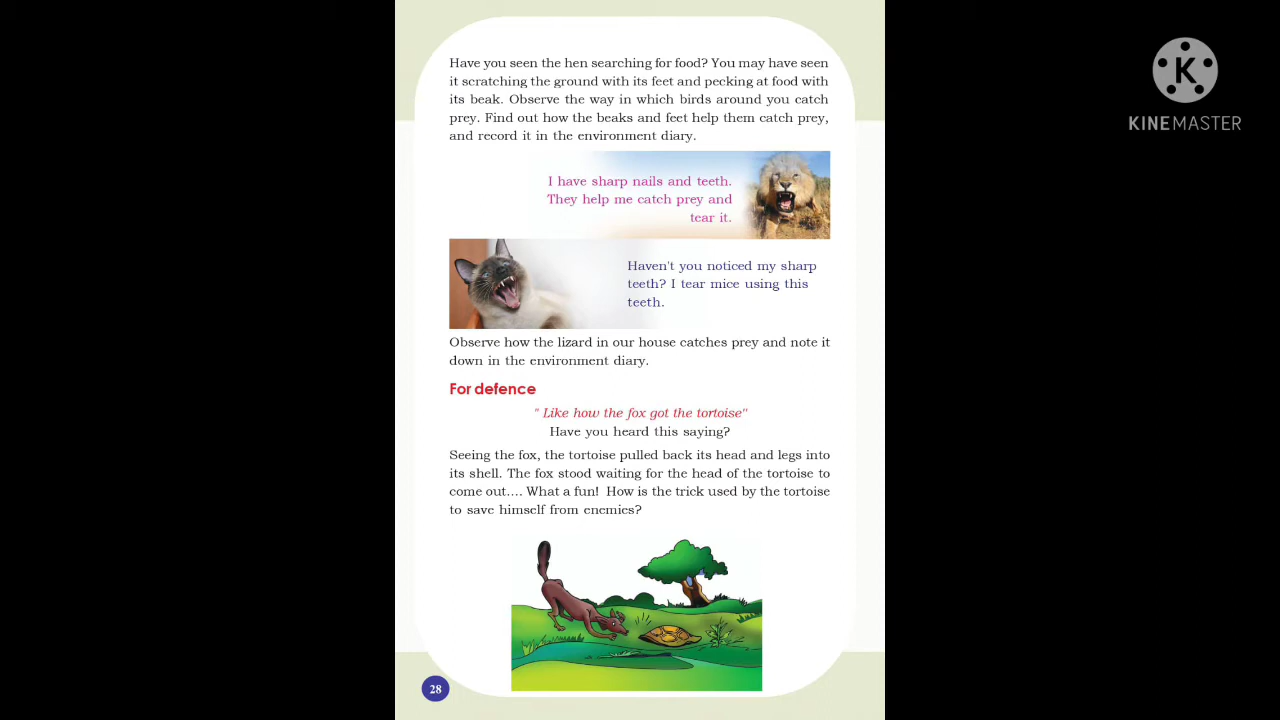 Have you seen the hen searching for food? You may have seen
it scratching the ground with its feet and pecking at food with
its beak. Observe the way in which birds around you catch
prey. Find out how the beaks and feet help them catch prey,
and record it in the environment diary.
I have sharp nails and teeth.
They help me catch prey and
tear it.
Haven't you noticed my sharp
teeth? I tear mice using this
teeth.
Observe how the lizard in our house catches prey and note it
down in the environment diary.
For defence
" Like how the fox got the tortoise"
Have you heard this saying?
Seeing the fox, the tortoise pulled back its head and legs into
its shell. The fox stood waiting for the head of the tortoise to
come out.... What a fun! How is the trick used by the tortoise
to save himself from enemies?
28
K
KINEMASTER